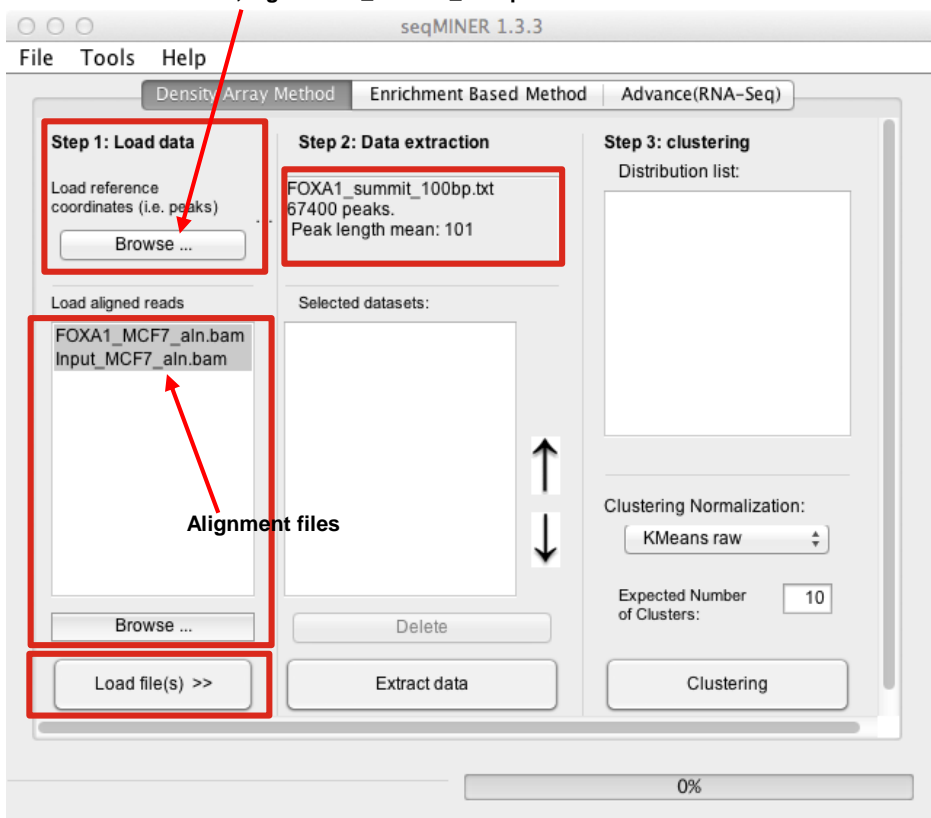 seqMINER 1.3.3
File Tools Help
Density Array Method Enrichment Based Method Advance(RNA-Seq)
Step 1: Load data
Load reference
coordinates (i.e. peaks)
...
Browse ...
Load aligned reads
FOXA1_MCF7_aln.bam
Input_MCF7_aln.bam
Alignment files
Browse ...
Load file(s) >>
Step 2: Data extraction
FOXA1_summit_100bp.txt
67400 peaks.
Peak length mean: 101
Selected datasets:
Delete
Extract data
Step 3: clustering
Distribution list:
Clustering Normalization:
KMeans raw
Expected Number
of Clusters:
10
Clustering
0%